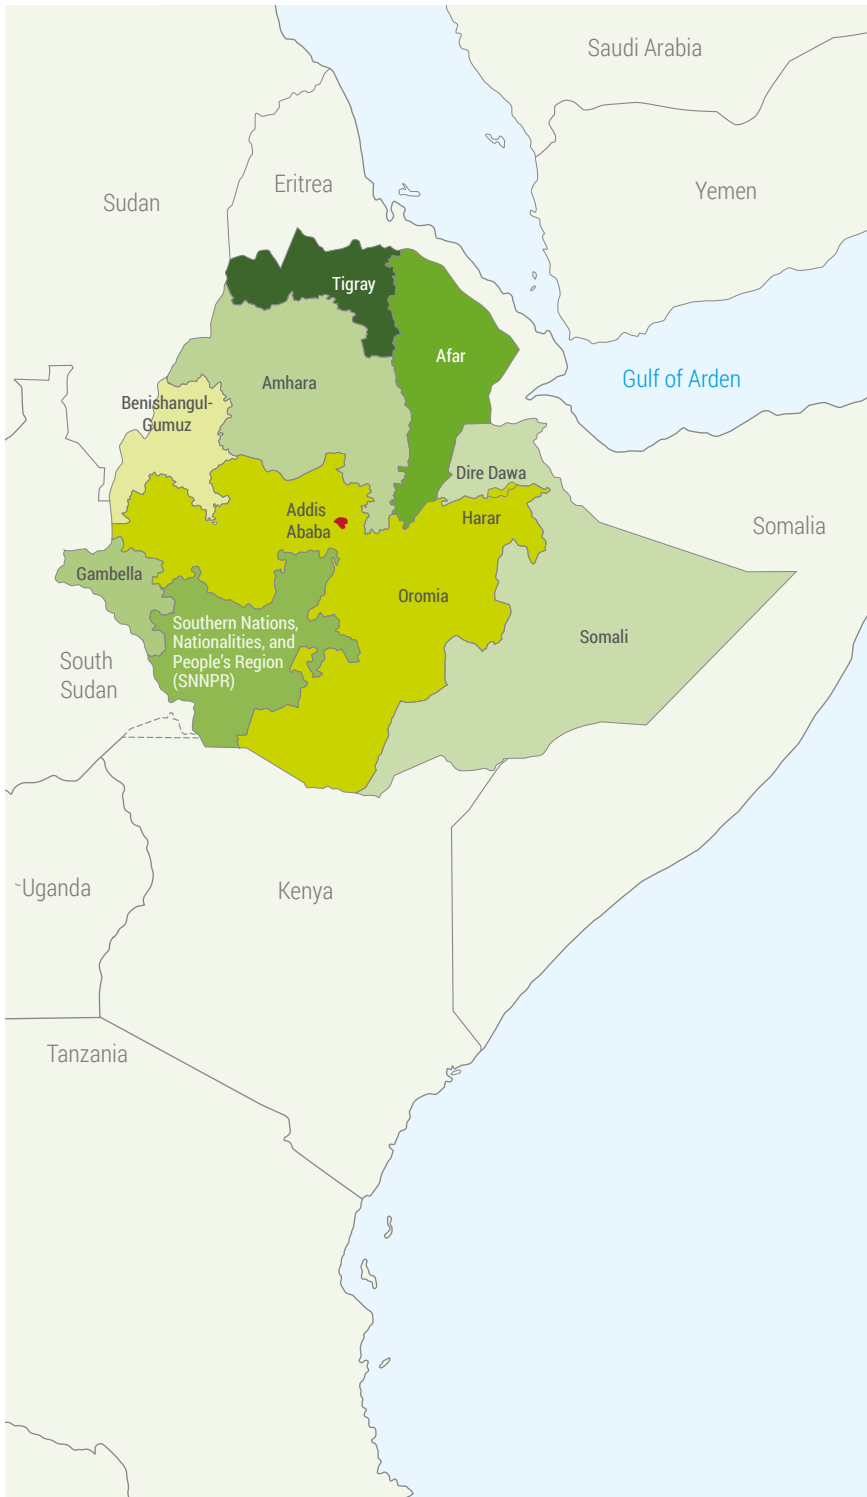 Saudi Arabia
Sudan
Eritrea
Yemen
Tigray
Afar
Gulf of Arden
Amhara
Benishangul-
Gumuz
Dire Dawa
Addis
Ababa
Harar
Somalia
Gambella
Oromia
Southern Nations,
Nationalities, and
People's Region
(SNNPR)
Somali
South
Sudan
~Uganda
Kenya
Tanzania